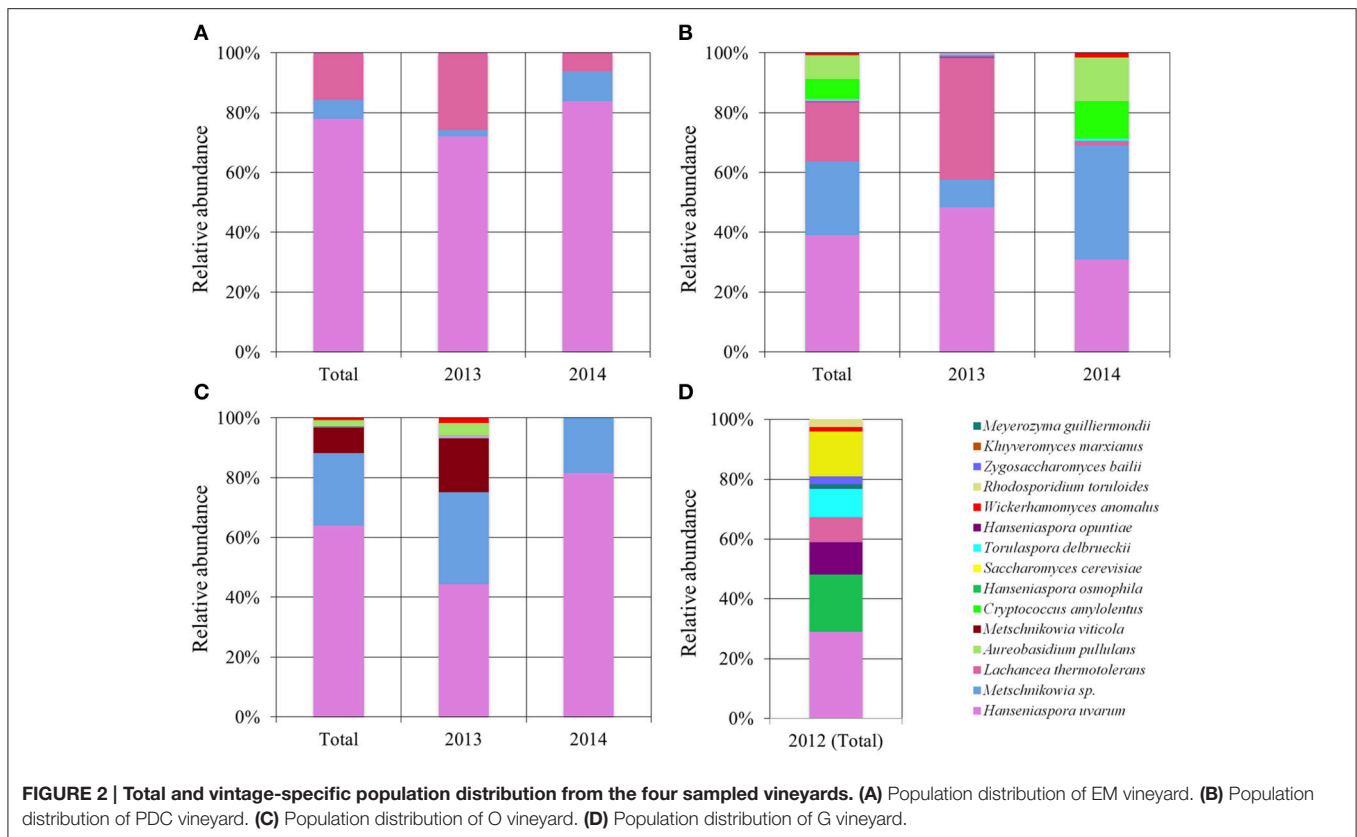 A
100%
80%
60%
40%
20%
0%
Relative abundance
Total
2013
2014
B
100%
80%
60%
40%
20%
0%
Relative abundance
Total
2013
2014
C
100%
80%
60%
40%
20%
0%
Relative abundance
Total
2013
2014
D
100%
80%
60%
40%
20%
0%
Relative abundance
2012 (Total)
Meyerozyma guilliermondii
Kluyveromyces marxianus
Zygosaccharomyces bailii
Rhodosporidium toruloides
Wickerhamomyces anomalus
Hanseniaspora opuntiae
Torulaspora delbrueckii
Saccharomyces cerevisiae
Hanseniaspora osmophila
Cryptococcus amylolentus
Metschnikowia viticola
Aureobasidium pullulans
Lachancea thermotolerans
Metschnikowia sp.
Hanseniaspora uvarum
FIGURE 2 | Total and vintage-specific population distribution from the four sampled vineyards. (A) Population distribution of EM vineyard. (B) Population
distribution of PDC vineyard. (C) Population distribution of O vineyard. (D) Population distribution of G vineyard.